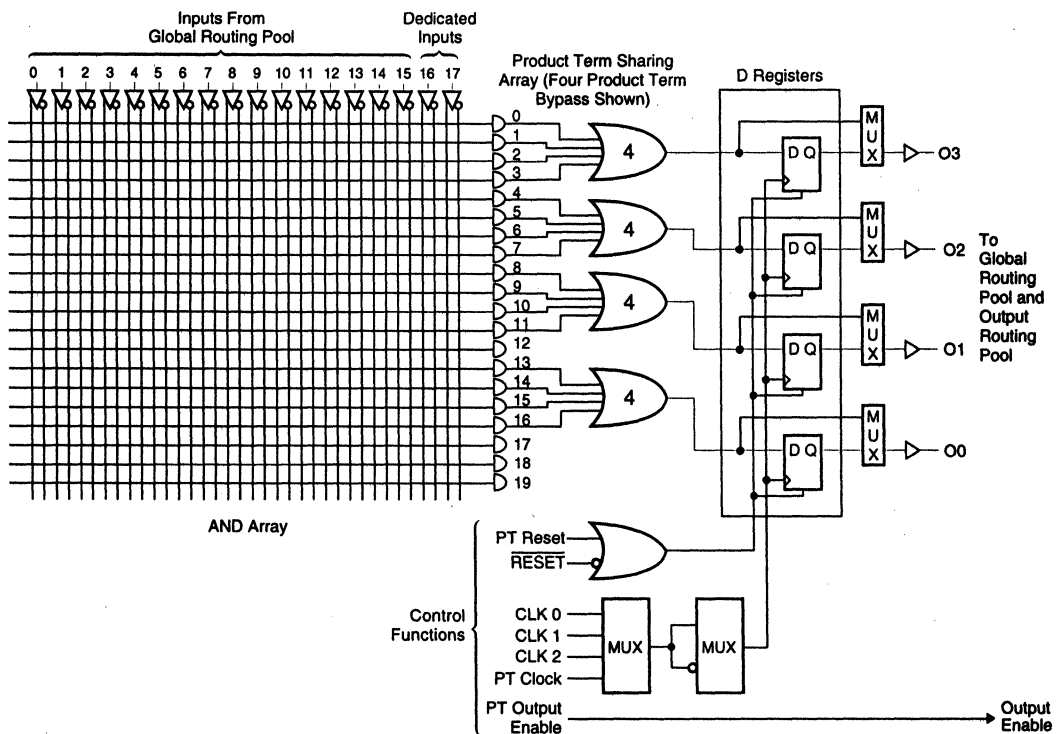 Inputs From
Global Routing Pool
Dedicated
Inputs
0 1 2 3 4 5 6 7 8 9 10 11 12 13 14 15 16 17
Product Term Sharing
Array (Four Product Term
Bypass Shown)
D Registers
0
1
2
3
4
5
6
7
8
9
10
11
12
13
14
15
16
17
18
19
4
4
4
4
D Q
D Q
D Q
D Q
MUX
MUX
MUX
MUX
O3
O2
O1
O0
To
Global
Routing
Pool and
Output
Routing
Pool
AND Array
Control
Functions
PT Reset
RESET
CLK 0
CLK 1
CLK 2
PT Clock
MUX
MUX
PT Output
Enable
Output
Enable